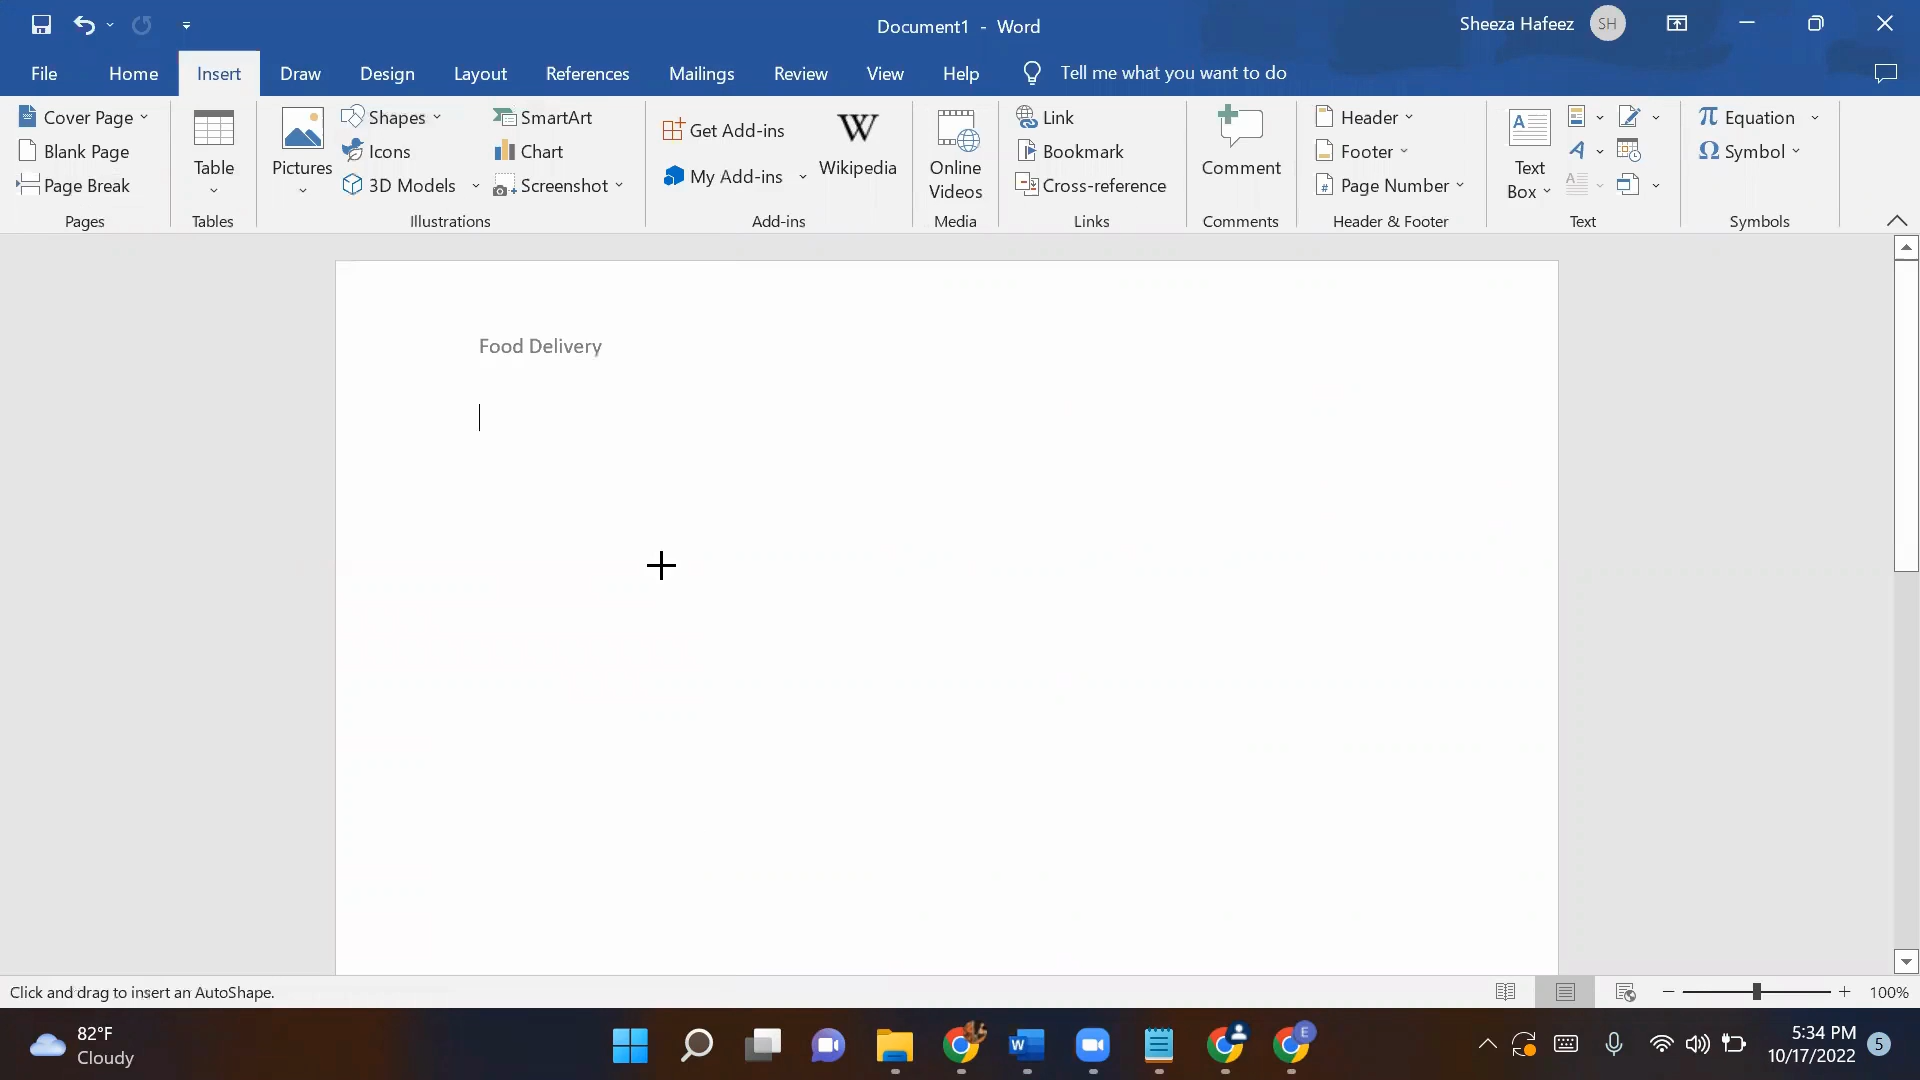 Document1 - Word
Sheeza Hafeez
SH
File
Home
Insert
Draw
Design
Layout
References
Mailings
Review
View
Help
Tell me what you want to do
Cover Page
Blank Page
Page Break
Pages
Table
Tables
Pictures
Shapes
Icons
3D Models
SmartArt
Chart
Screenshot
Illustrations
Get Add-ins
My Add-ins
W
Wikipedia
Add-ins
Online
Videos
Media
Link
Bookmark
Cross-reference
Links
Comment
Comments
Header
Footer
# Page Number
Header & Footer
A
Text
Box
A
Text
π Equation
Ω Symbol
Symbols
Food Delivery
Click and drag to insert an AutoShape.
100%
82°F
Cloudy
W
E
5:34 PM
10/17/2022
5